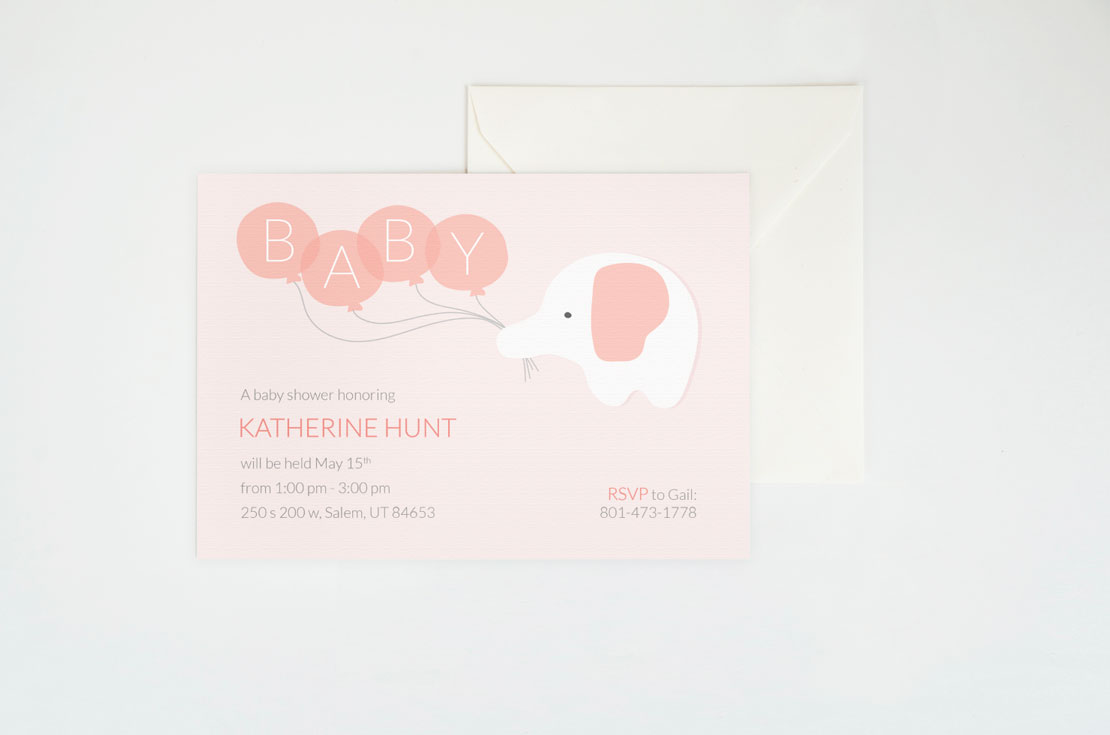 BABY
A baby shower honoring
KATHERINE HUNT
will be held May 15th
from 1:00 pm - 3:00 pm
250 s 200 w, Salem, UT 84653
RSVP to Gail:
801-473-1778